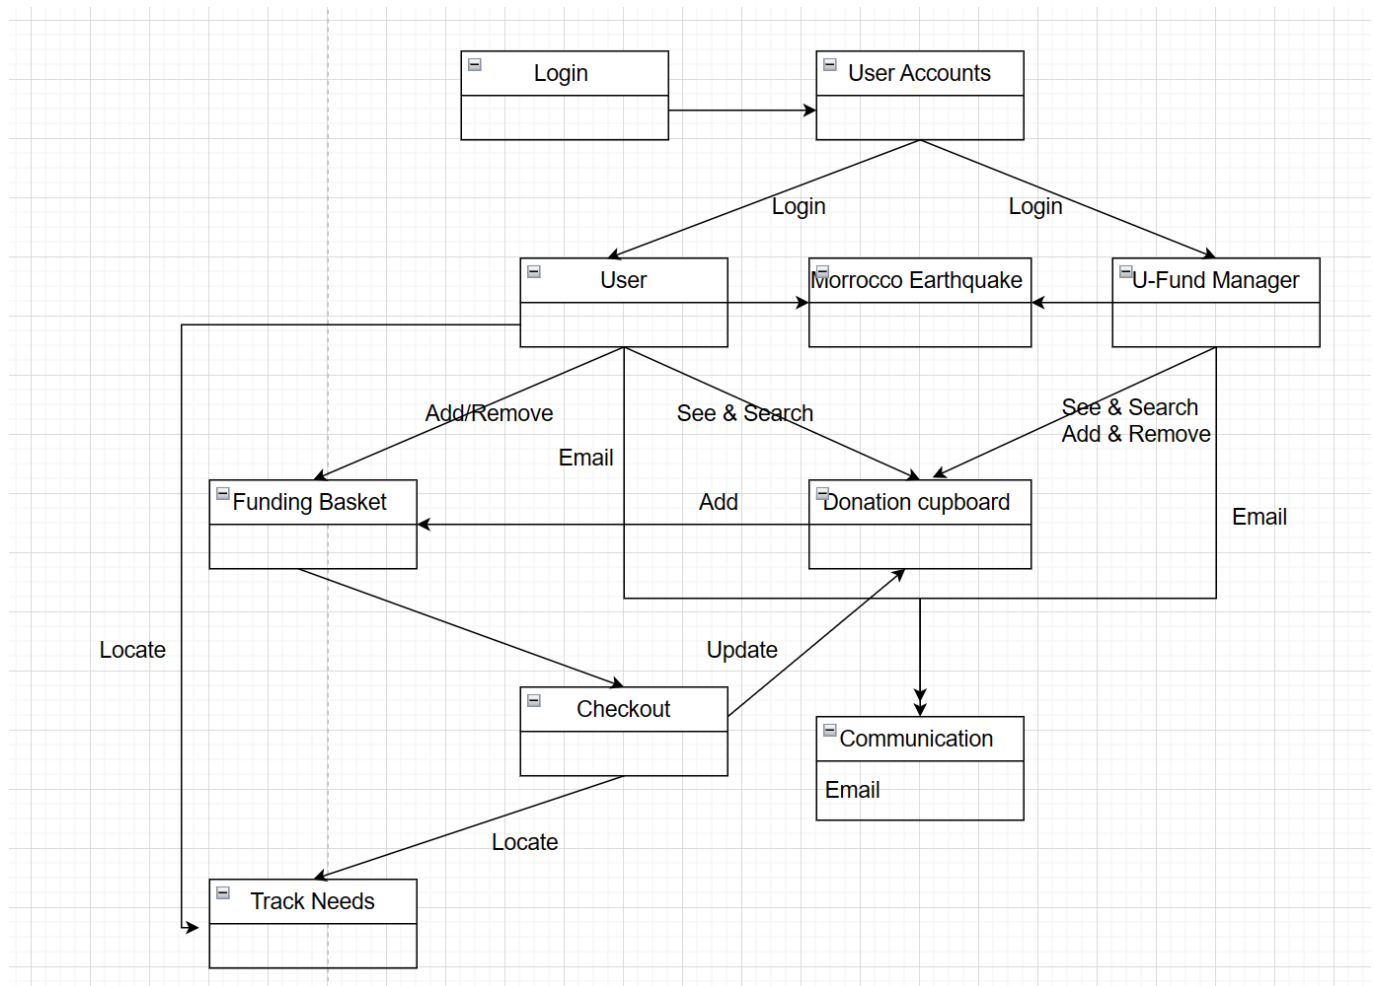 Login
User Accounts
Login
Login
User
Morrocco Earthquake
U-Fund Manager
Add/Remove
See & Search
See & Search
Add & Remove
Email
Funding Basket
Add
Donation cupboard
Email
Locate
Update
Checkout
Communication
Email
Locate
Track Needs